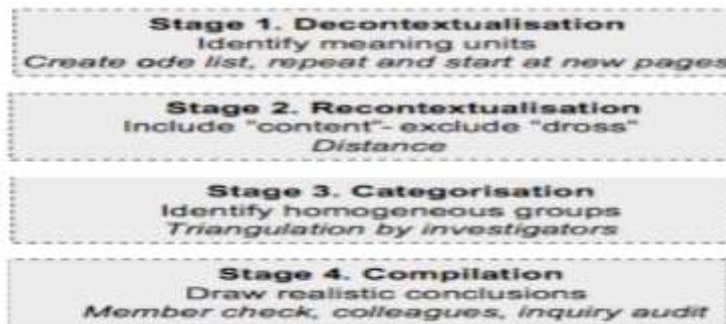 Stage 1. Decontextualisation
Identify meaning units
Create ode list, repeat and start at new pages
Stage 2. Recontextualisation
Include "content"- exclude "dross"
Distance
Stage 3. Categorisation
Identify homogeneous groups
Triangulation by investigators
Stage 4. Compilation
Draw realistic conclusions
Member check, colleagues, inquiry audit